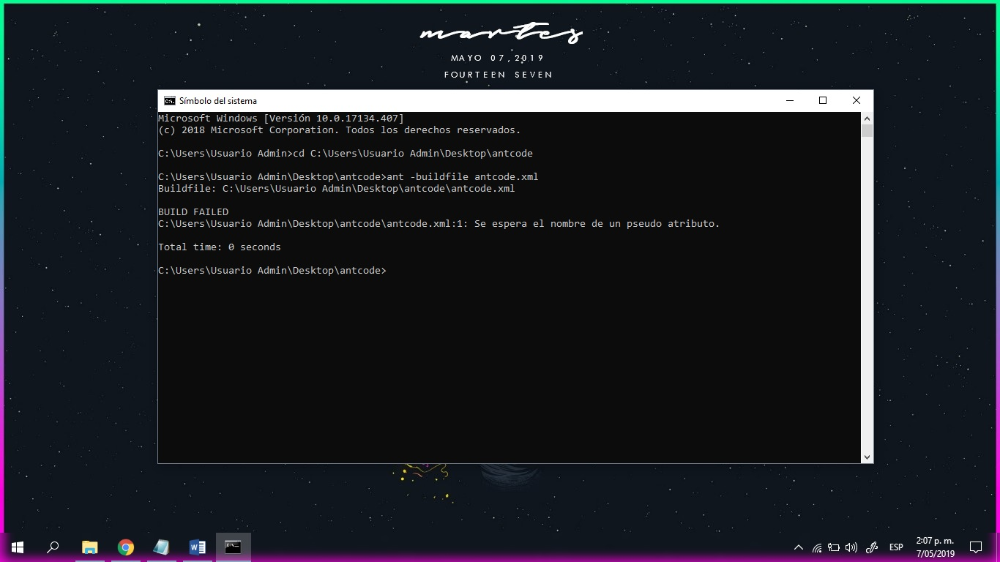 martes
MAYO 07,2019
FOURTEEN SEVEN
Símbolo del sistema
Microsoft Windows [Versión 10.0.17134.407]
(c) 2018 Microsoft Corporation. Todos los derechos reservados.
C:\Users\Usuario Admin>cd C:\Users\Usuario Admin\Desktop\antcode
C:\Users\Usuario Admin\Desktop\antcode>ant -buildfile antcode.xml
Buildfile: C:\Users\Usuario Admin\Desktop\antcode\antcode.xml
BUILD FAILED
C:\Users\Usuario Admin\Desktop\antcode\antcode.xml:1: Se espera el nombre de un pseudo atributo.
Total time: 0 seconds
C:\Users\Usuario Admin\Desktop\antcode>
ESP
2:07 p. m.
7/05/2019